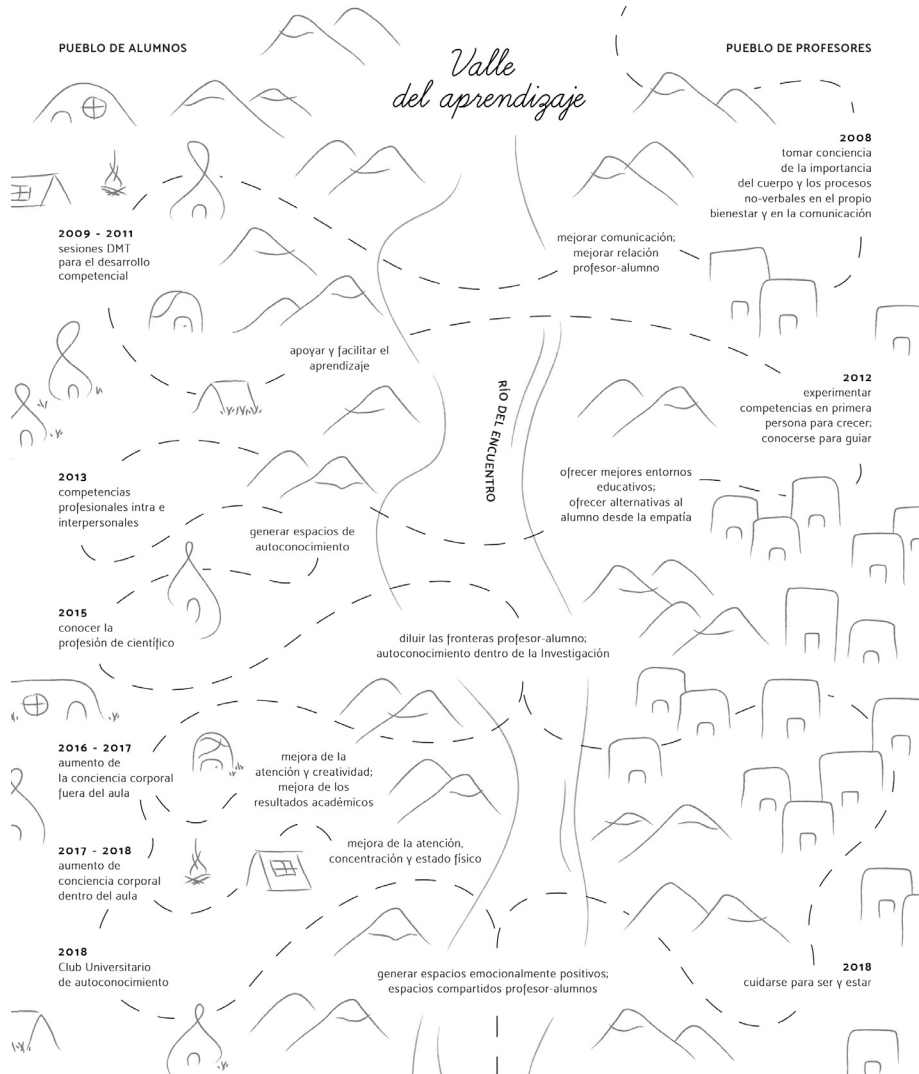 PUEBLO DE ALUMNOS
Valle
del aprendizaje
PUEBLO DE PROFESORES
2008
tomar conciencia
de la importancia
del cuerpo y los procesos
no-verbales en el propio
bienestar y en la comunicación
2009 - 2011
sesiones DMT
para el desarrollo
competencial
mejorar comunicación;
mejorar relación
profesor-alumno
apoyar y facilitar el
aprendizaje
RÍO DEL ENCUENTRO
2012
experimentar
competencias en primera
persona para crecer;
conocerse para guiar
2013
competencias
profesionales intra e
interpersonales
ofrecer mejores entornos
educativos;
ofrecer alternativas al
alumno desde la empatía
generar espacios de
autoconocimiento
2015
conocer la
profesión de científico
diluir las fronteras profesor-alumno;
autoconocimiento dentro de la Investigación
2016 - 2017
aumento de
la conciencia corporal
fuera del aula
mejora de la
atención y creatividad;
mejora de los
resultados académicos
2017 - 2018
aumento de
conciencia corporal
dentro del aula
mejora de la atención,
concentración y estado físico
2018
Club Universitario
de autoconocimiento
generar espacios emocionalmente positivos;
espacios compartidos profesor-alumnos
2018
cuidarse para ser y estar